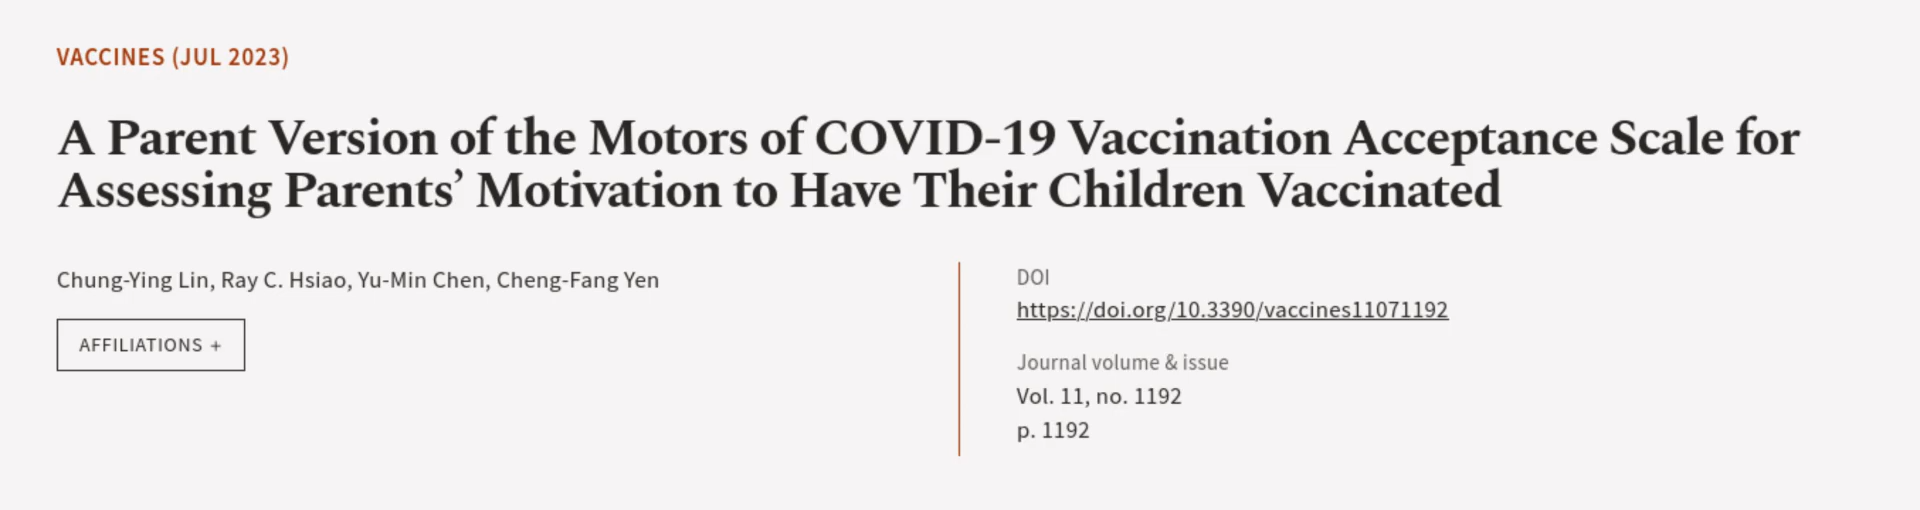 VACCINES (JUL 2023)
A Parent Version of the Motors of COVID-19 Vaccination Acceptance Scale for
Assessing Parents’ Motivation to Have Their Children Vaccinated
Chung-Ying Lin, Ray C. Hsiao, Yu-Min Chen, Cheng-Fang Yen
AFFILIATIONS +
DOI
https://doi.org/10.3390/vaccines11071192
Journal volume & issue
Vol. 11, no. 1192
p. 1192